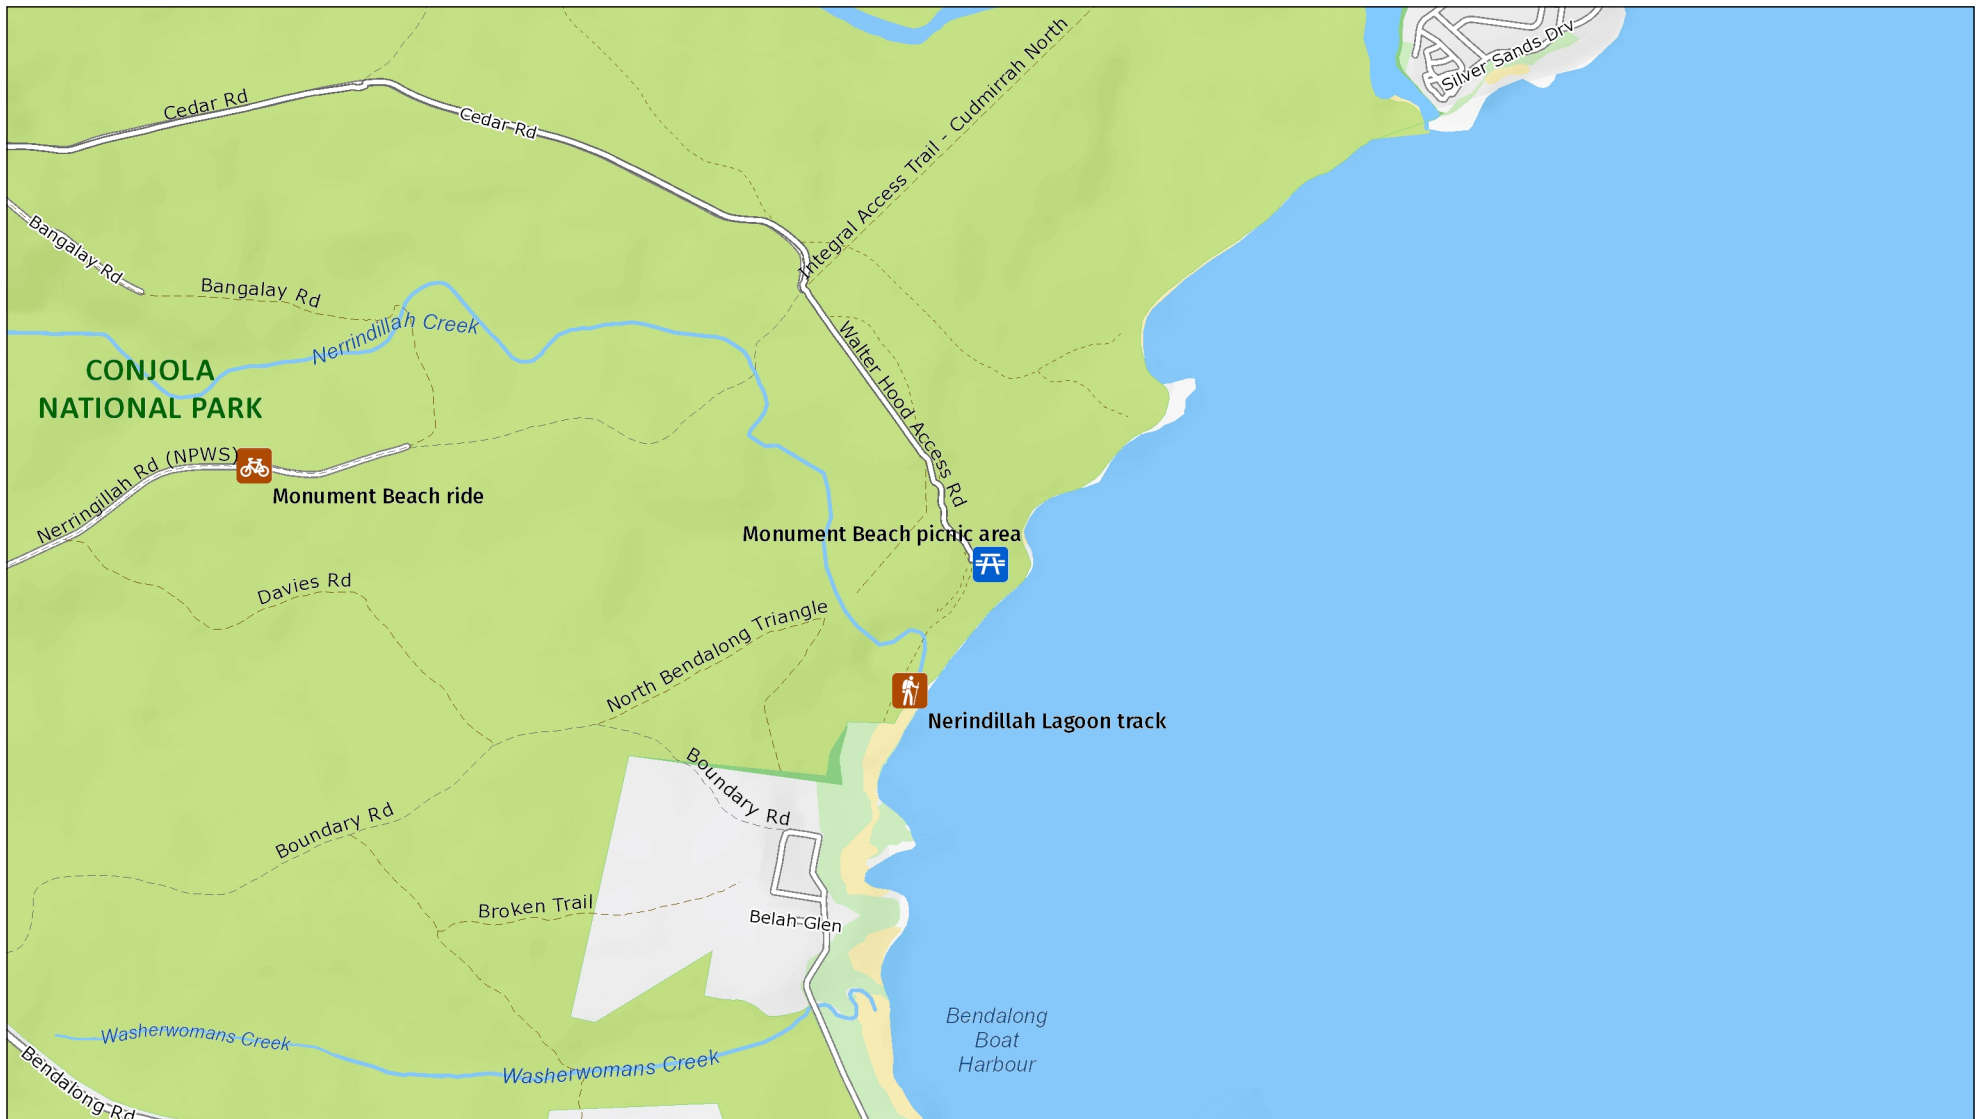 Silver Sands Drv
Integral Access Trail - Cudmirrah North
Cedar Rd
Cedar Rd
Bangalay Rd
Bangalay Rd
Nerrindillah Creek
CONJOLA
NATIONAL PARK
Walter Hood Access Rd
Nerringillah Rd (NPWS)
Monument Beach ride
Monument Beach picnic area
Davies Rd
North Bendalong Triangle
Nerindillah Lagoon track
Boundary Rd
Boundary Rd
Broken Trail
Belah Glen
Bendalong
Boat
Harbour
Washerwomans Creek
Washerwomans Creek
Bendalong Rd